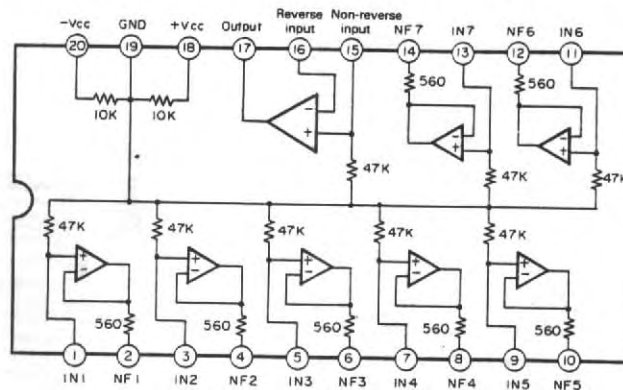 -Vcc GND +Vcc Output Reverse input Non-reverse input NF7 IN7 NF6 IN6
20 19 18 17 16 15 14 13 12 11
560 560
10K 10K
- + - + - +
47K 47K 47K
47K 47K 47K 47K 47K
+ - + - + - + - + -
560 560 560 560 560
1 2 3 4 5 6 7 8 9 10
IN1 NF1 IN2 NF2 IN3 NF3 IN4 NF4 IN5 NF5